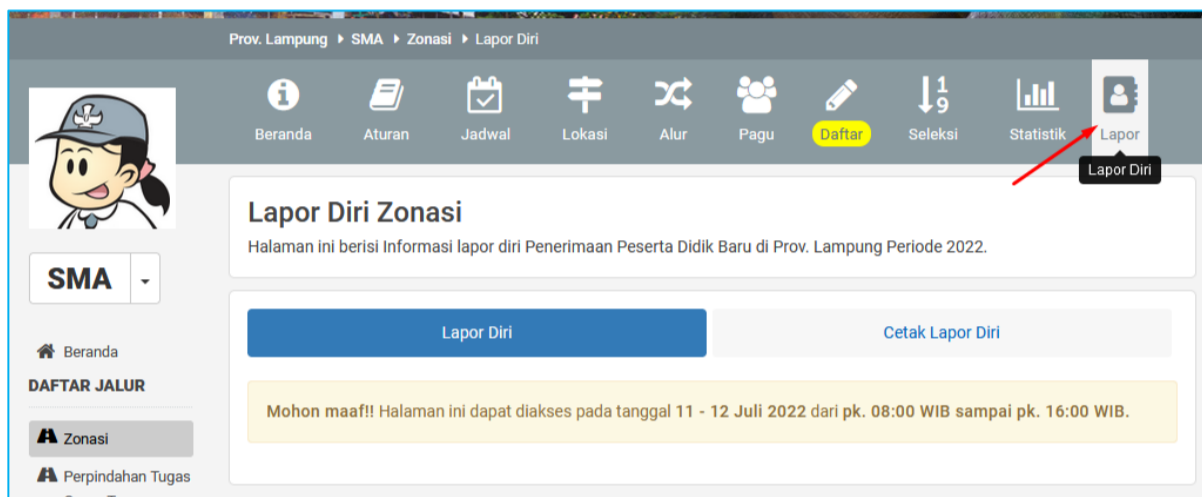 Prov. Lampung ▸ SMA ▸ Zonasi ▸ Lapor Diri
Beranda Aturan Jadwal Lokasi Alur Pagu Daftar Seleksi Statistik Lapor
Lapor Diri
Lapor Diri Zonasi
Halaman ini berisi Informasi lapor diri Penerimaan Peserta Didik Baru di Prov. Lampung Periode 2022.
SMA
Lapor Diri Cetak Lapor Diri
Beranda
DAFTAR JALUR
Mohon maaf!! Halaman ini dapat diakses pada tanggal 11 - 12 Juli 2022 dari pk. 08:00 WIB sampai pk. 16:00 WIB.
Zonasi
Perpindahan Tugas